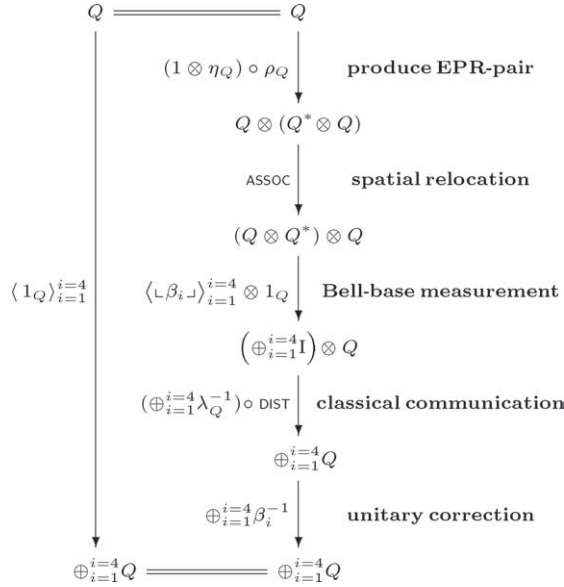 Q Q
(1 ⊗ η_Q) ∘ ρ_Q produce EPR-pair
Q ⊗ (Q* ⊗ Q)
ASSOC spatial relocation
(Q ⊗ Q*) ⊗ Q
⟨ 1_Q ⟩_{i=1}^{i=4} ⟨⌞β_i⌟⟩_{i=1}^{i=4} ⊗ 1_Q Bell-base measurement
(⊕_{i=1}^{i=4} I) ⊗ Q
(⊕_{i=1}^{i=4} λ_Q^{-1}) ∘ DIST classical communication
⊕_{i=1}^{i=4} Q
⊕_{i=1}^{i=4} β_i^{-1} unitary correction
⊕_{i=1}^{i=4} Q ⊕_{i=1}^{i=4} Q